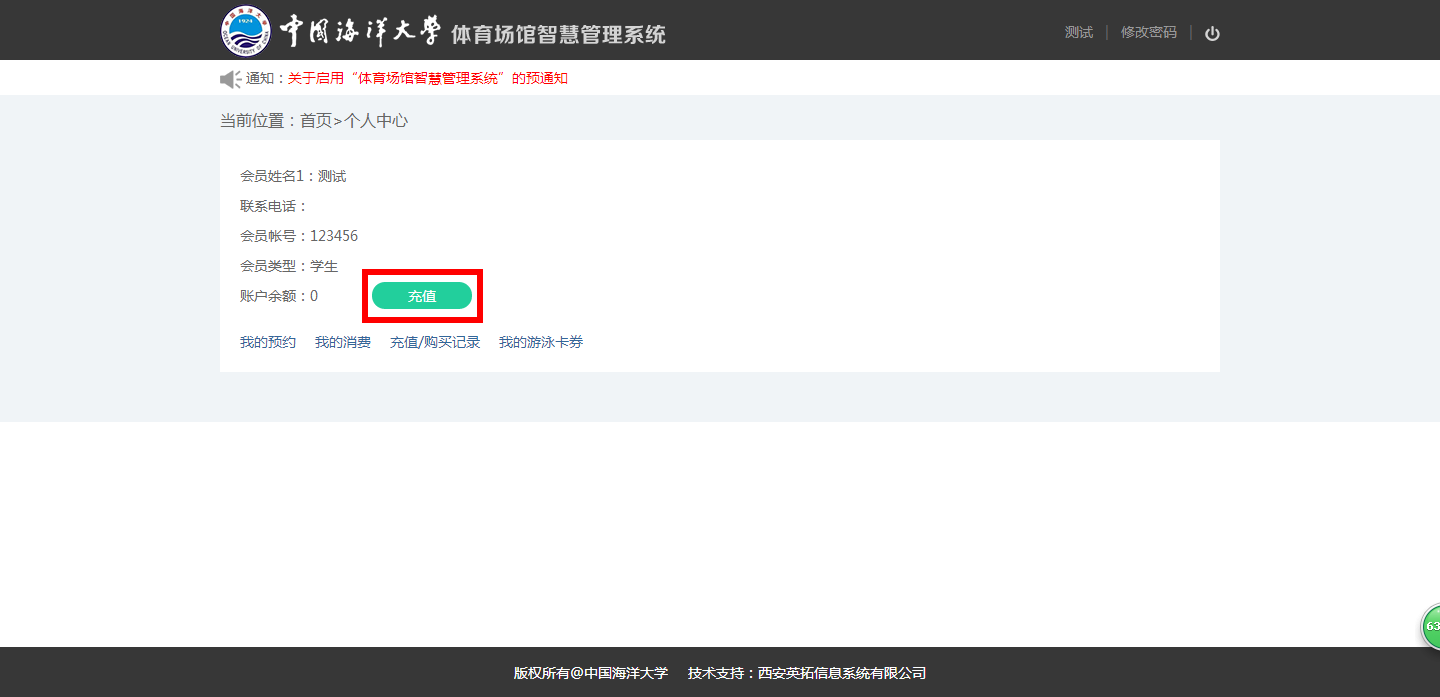 中国海洋大学 体育场馆智慧管理系统
测试 | 修改密码 |
通知：关于启用“体育场馆智慧管理系统”的预通知
当前位置：首页>个人中心
会员姓名1：测试
联系电话：
会员帐号：123456
会员类型：学生
账户余额：0 充值
我的预约 我的消费 充值/购买记录 我的游泳卡券
63
版权所有@中国海洋大学 技术支持：西安英拓信息系统有限公司